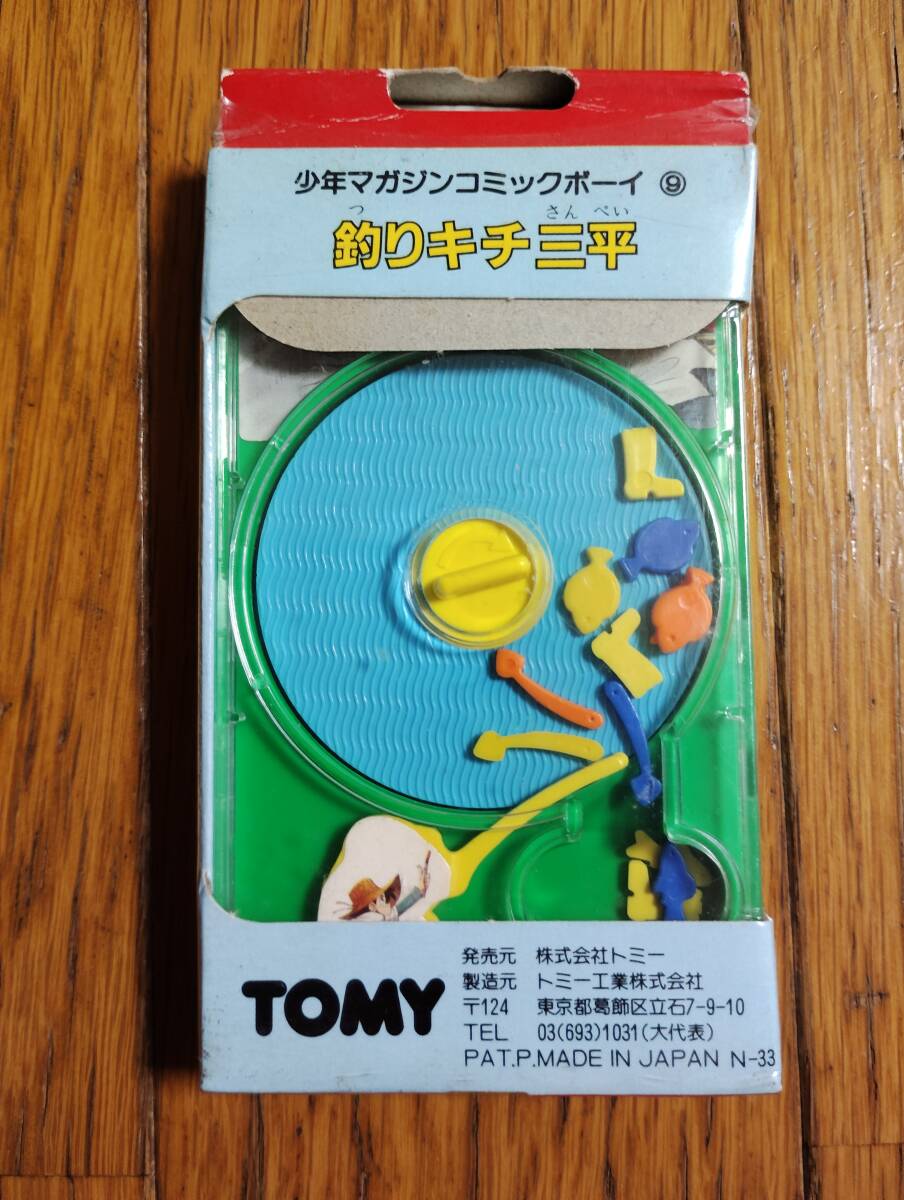 少年マガジンコミックボーイ ⑨
つ さん ぺい
釣りキチ三平
TOMY
発売元 株式会社トミー
製造元 トミー工業株式会社
〒124 東京都葛飾区立石7-9-10
TEL 03(693)1031(大代表)
PAT.P.MADE IN JAPAN N-33